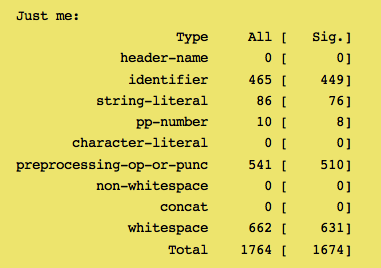 Just me:
Type All [ Sig.]
header-name 0 [ 0]
identifier 465 [ 449]
string-literal 86 [ 76]
pp-number 10 [ 8]
character-literal 0 [ 0]
preprocessing-op-or-punc 541 [ 510]
non-whitespace 0 [ 0]
concat 0 [ 0]
whitespace 662 [ 631]
Total 1764 [ 1674]